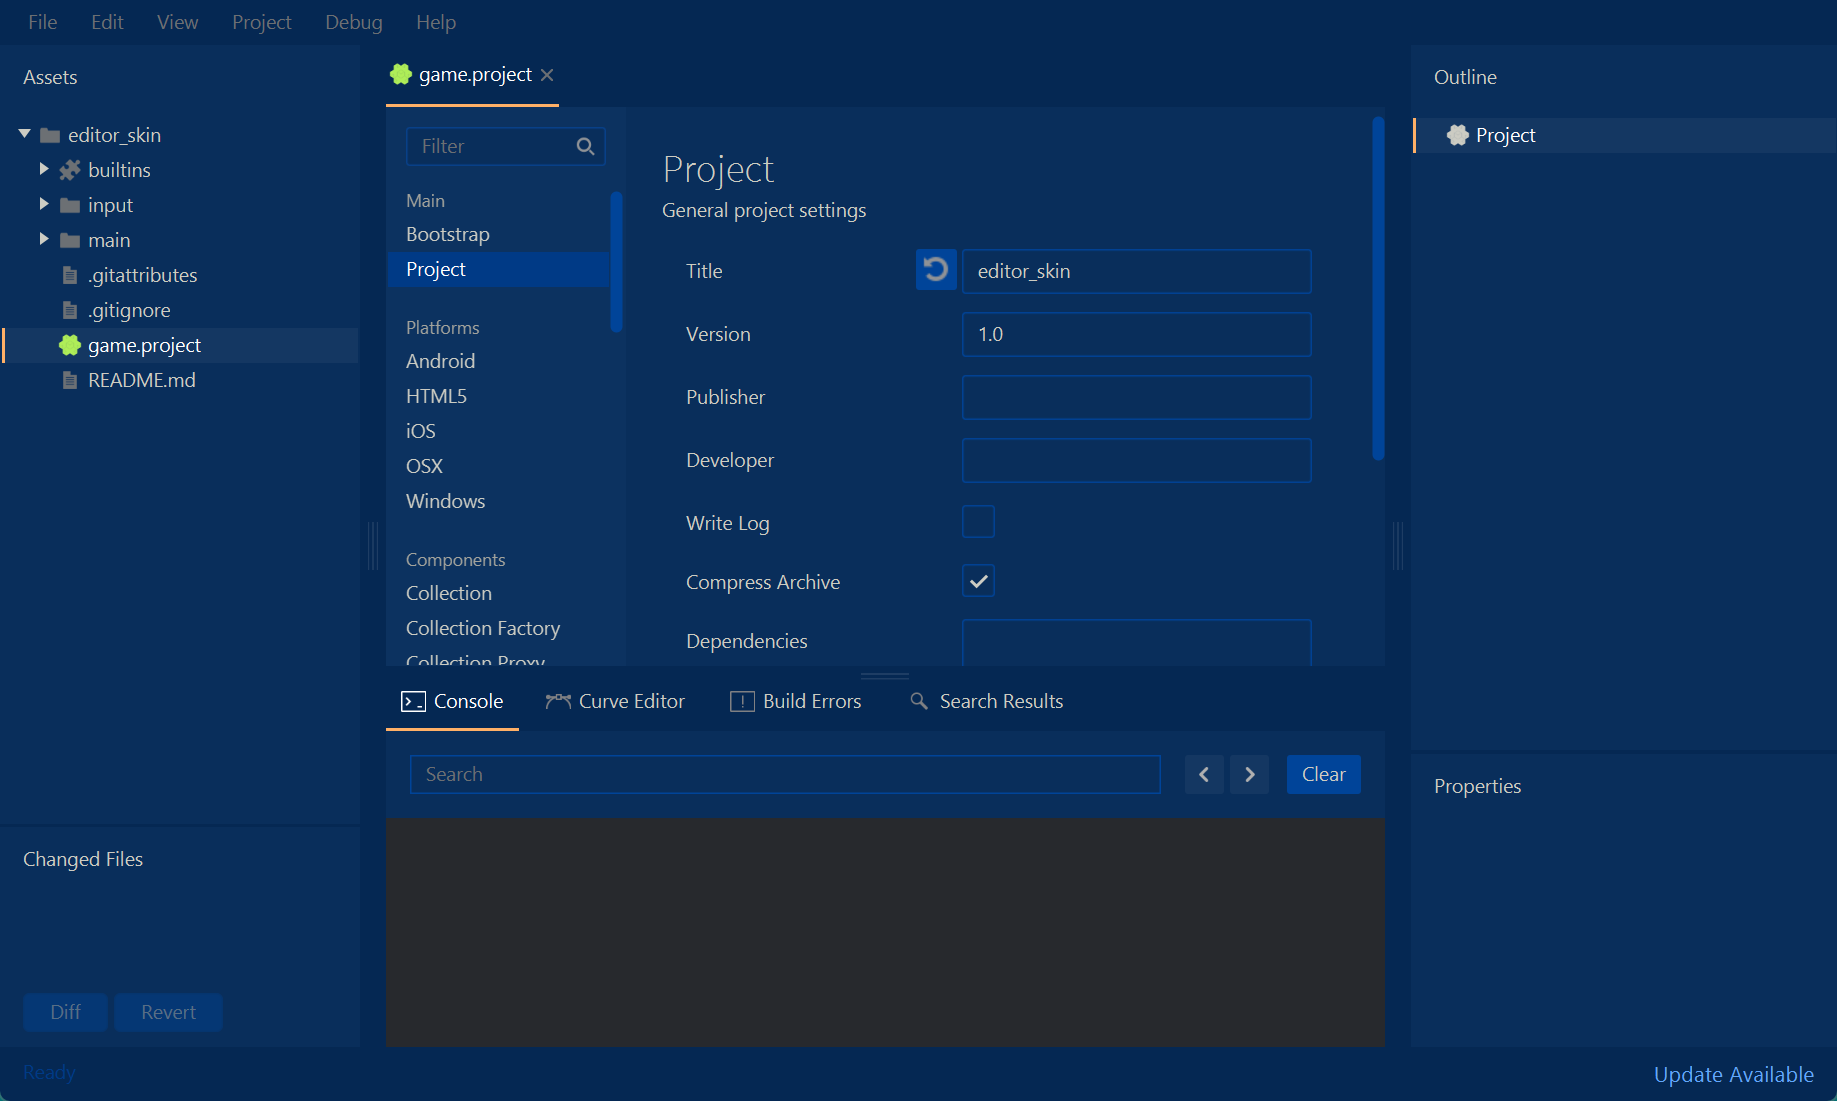 File Edit View Project Debug Help
Assets
editor_skin
builtins
input
main
.gitattributes
.gitignore
game.project
README.md
Changed Files
Diff Revert
Ready
game.project
Filter
Main
Bootstrap
Project
Platforms
Android
HTML5
iOS
OSX
Windows
Components
Collection
Collection Factory
Collection Proxy
Project
General project settings
Title editor_skin
Version 1.0
Publisher
Developer
Write Log
Compress Archive
Dependencies
Console Curve Editor Build Errors Search Results
Search Clear
Outline
Project
Properties
Update Available